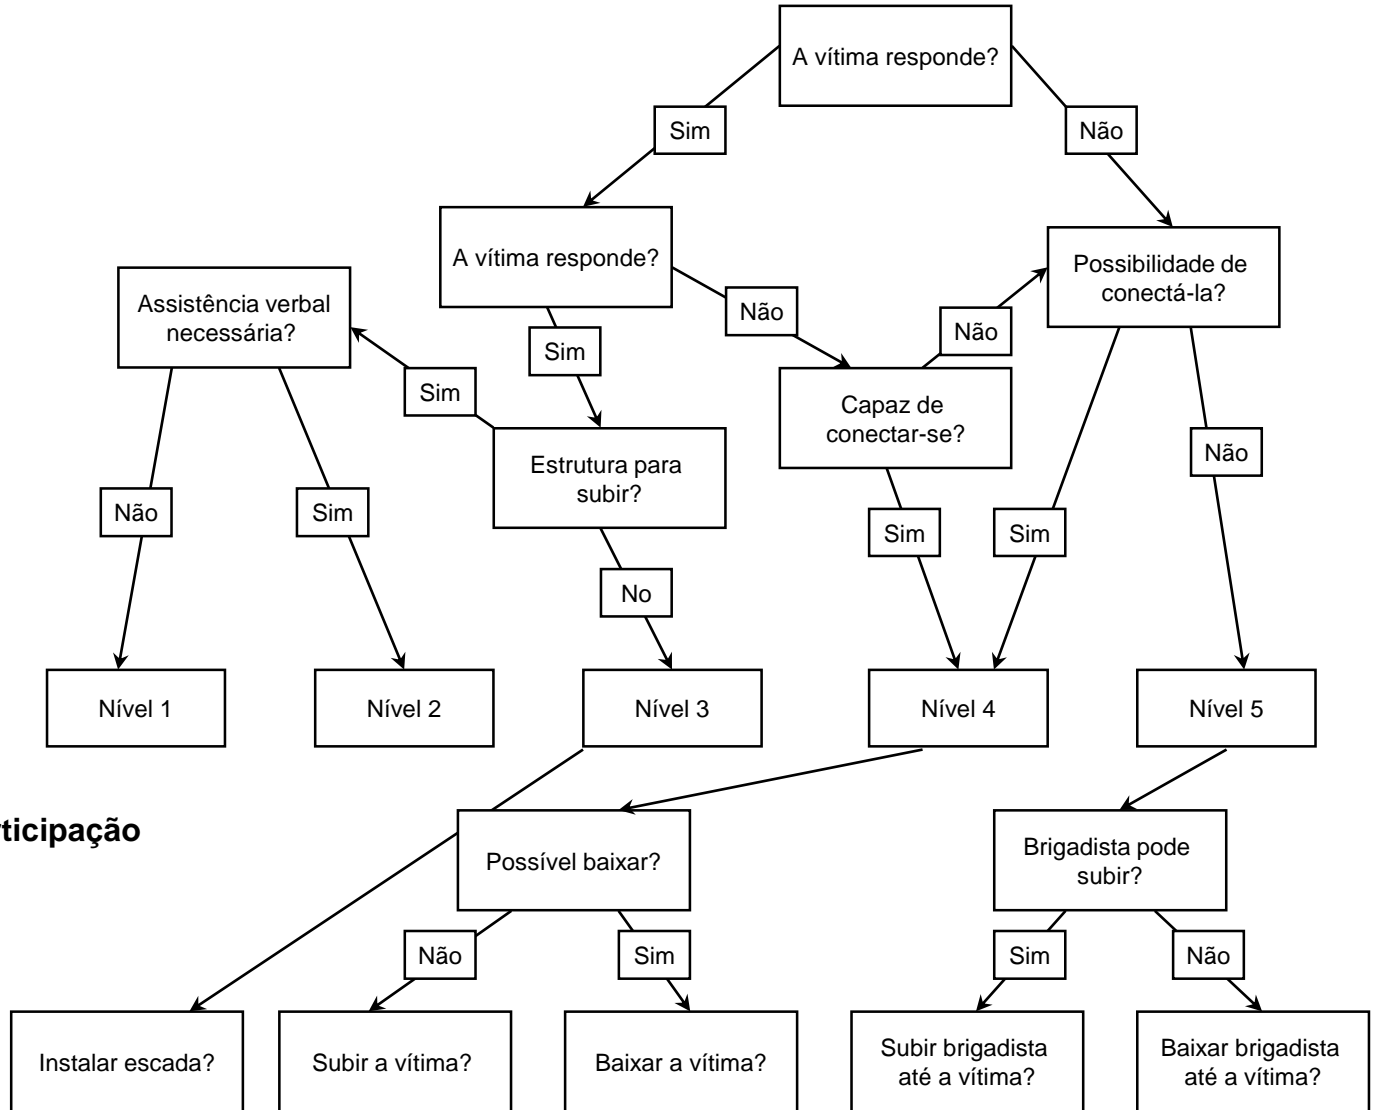 A vítima responde?
Sim
Não
A vítima responde?
Possibilidade de
conectá-la?
Assistência verbal
necessária?
Não
Não
Sim
Sim
Capaz de
conectar-se?
Estrutura para
subir?
Não
Não
Sim
Sim
Sim
No
Nível 1
Nível 2
Nível 3
Nível 4
Nível 5
ticipação
Possível baixar?
Brigadista pode
subir?
Não
Sim
Sim
Não
Instalar escada?
Subir a vítima?
Baixar a vítima?
Subir brigadista
até a vítima?
Baixar brigadista
até a vítima?